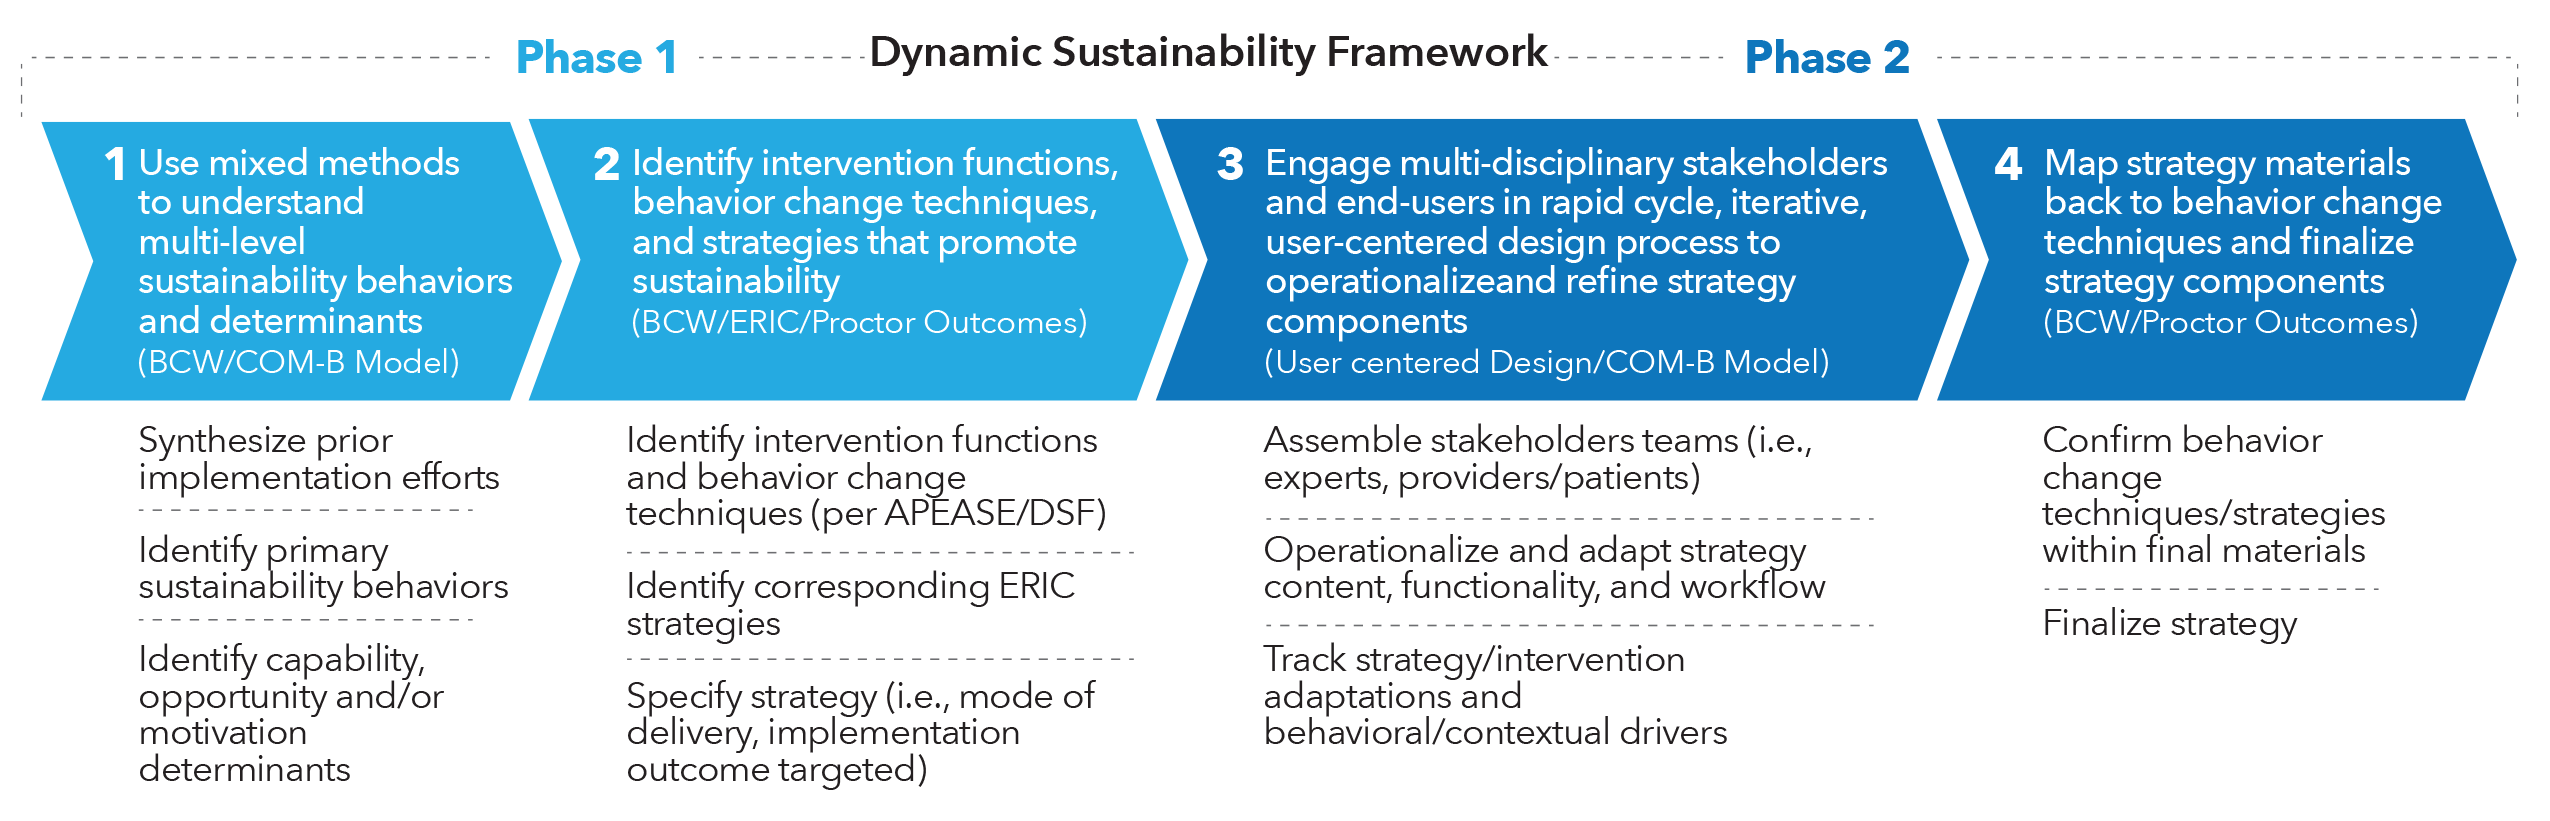 Phase 1
Dynamic Sustainability Framework
Phase 2
1 Use mixed methods
to understand
multi-level
sustainability behaviors
and determinants
(BCW/COM-B Model)
2 Identify intervention functions,
behavior change techniques,
and strategies that promote
sustainability
(BCW/ERIC/Proctor Outcomes)
3 Engage multi-disciplinary stakeholders
and end-users in rapid cycle, iterative,
user-centered design process to
operationalizeand refine strategy
components
(User centered Design/COM-B Model)
4 Map strategy materials
back to behavior change
techniques and finalize
strategy components
(BCW/Proctor Outcomes)
Synthesize prior
implementation efforts
Identify primary
sustainability behaviors
Identify capability,
opportunity and/or
motivation
determinants
Identify intervention functions
and behavior change
techniques (per APEASE/DSF)
Identify corresponding ERIC
strategies
Specify strategy (i.e., mode of
delivery, implementation
outcome targeted)
Assemble stakeholders teams (i.e.,
experts, providers/patients)
Operationalize and adapt strategy
content, functionality, and workflow
Track strategy/intervention
adaptations and
behavioral/contextual drivers
Confirm behavior
change
techniques/strategies
within final materials
Finalize strategy